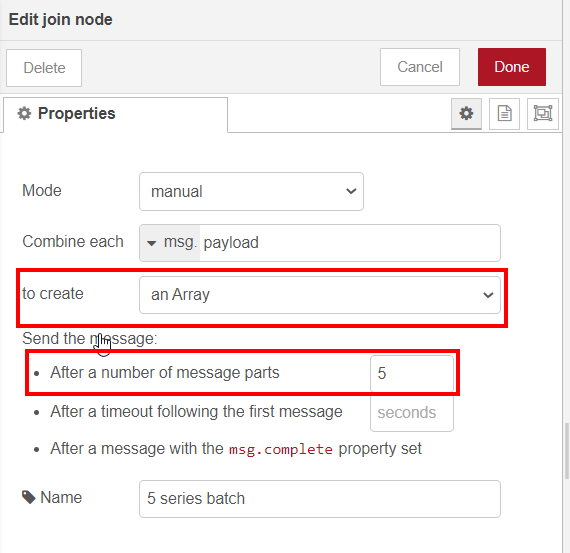 Edit join node
Delete Cancel Done
Properties
Mode manual
Combine each msg. payload
to create an Array
Send the message:
• After a number of message parts 5
• After a timeout following the first message seconds
• After a message with the msg.complete property set
Name 5 series batch